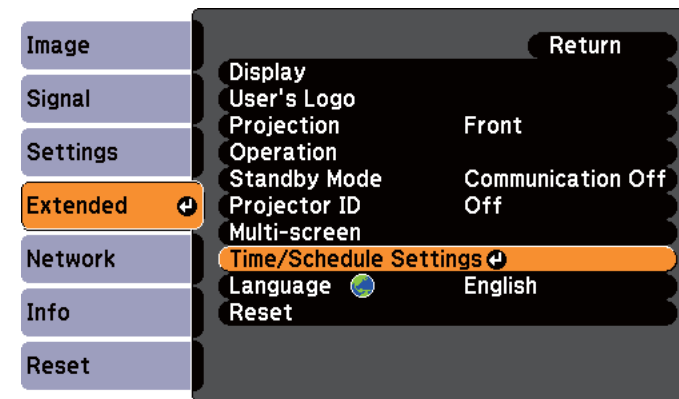 Image
Signal
Settings
Extended
Network
Info
Reset
Return
Display
User's Logo
Projection Front
Operation
Standby Mode Communication Off
Projector ID Off
Multi-screen
Time/Schedule Settings
Language English
Reset